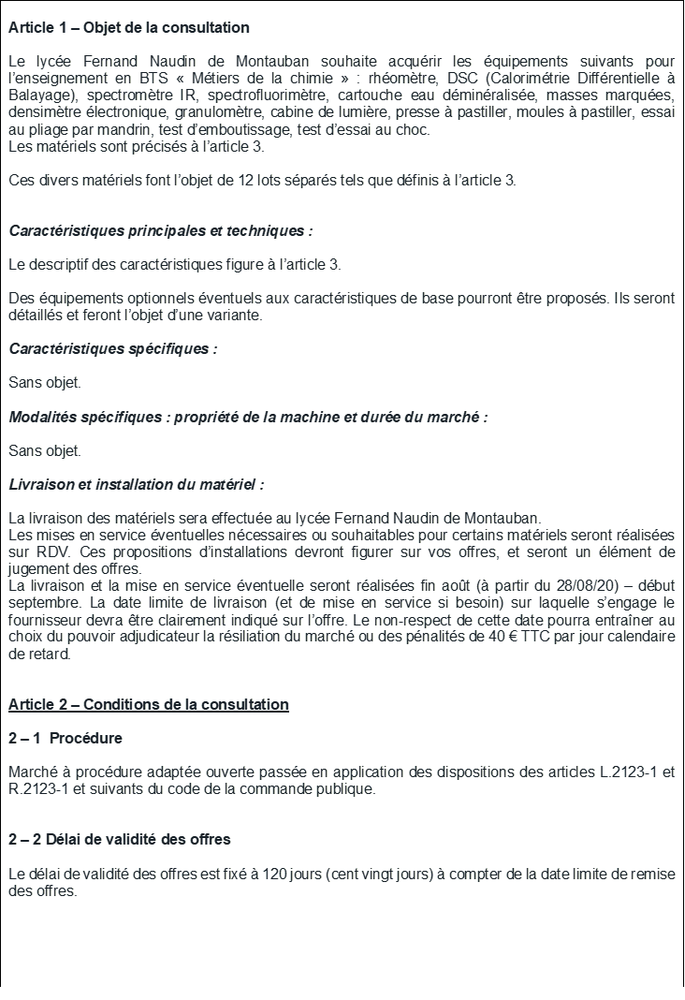 Article 1 – Objet de la consultation
Le lycée Fernand Naudin de Montauban souhaite acquérir les équipements suivants pour
l'enseignement en BTS « Métiers de la chimie » : rhéomètre, DSC (Calorimétrie Différentielle à
Balayage), spectromètre IR, spectrofluorimètre, cartouche eau déminéralisée, masses marquées,
densimètre électronique, granulomètre, cabine de lumière, presse à pastiller, moules à pastiller, essai
au pliage par mandrin, test d'emboutissage, test d'essai au choc.
Les matériels sont précisés à l'article 3.
Ces divers matériels font l'objet de 12 lots séparés tels que définis à l'article 3.
Caractéristiques principales et techniques :
Le descriptif des caractéristiques figure à l'article 3.
Des équipements optionnels éventuels aux caractéristiques de base pourront être proposés. Ils seront
détaillés et feront l'objet d'une variante.
Caractéristiques spécifiques :
Sans objet.
Modalités spécifiques : propriété de la machine et durée du marché :
Sans objet.
Livraison et installation du matériel :
La livraison des matériels sera effectuée au lycée Fernand Naudin de Montauban.
Les mises en service éventuelles nécessaires ou souhaitables pour certains matériels seront réalisées
sur RDV. Ces propositions d'installations devront figurer sur vos offres, et seront un élément de
jugement des offres.
La livraison et la mise en service éventuelle seront réalisées fin août (à partir du 28/08/20) – début
septembre. La date limite de livraison (et de mise en service si besoin) sur laquelle s'engage le
fournisseur devra être clairement indiqué sur l'offre. Le non-respect de cette date pourra entraîner au
choix du pouvoir adjudicateur la résiliation du marché ou des pénalités de 40 € TTC par jour calendaire
de retard.
Article 2 – Conditions de la consultation
2 – 1 Procédure
Marché à procédure adaptée ouverte passée en application des dispositions des articles L.2123-1 et
R.2123-1 et suivants du code de la commande publique.
2 – 2 Délai de validité des offres
Le délai de validité des offres est fixé à 120 jours (cent vingt jours) à compter de la date limite de remise
des offres.